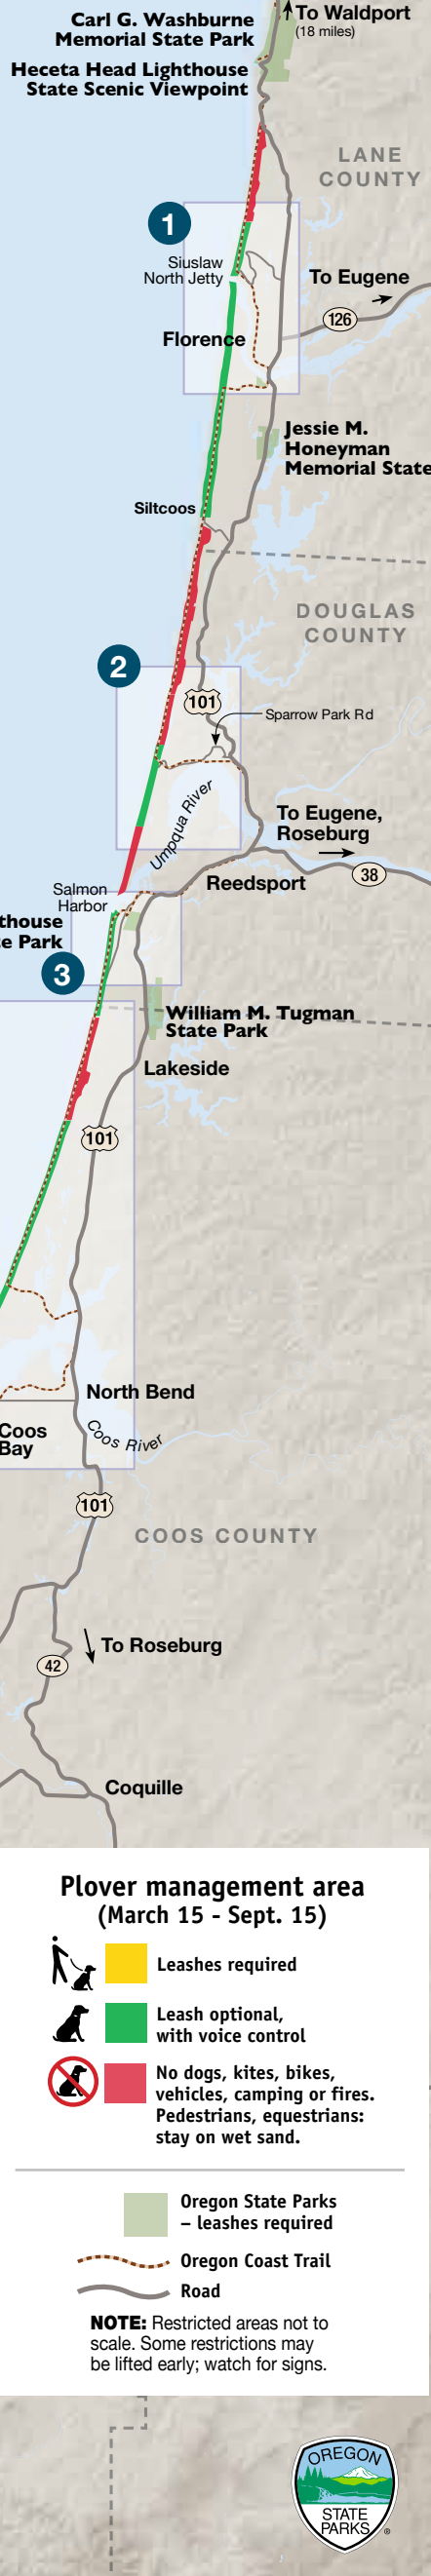 Carl G. Washburne
Memorial State Park
To Waldport
(18 miles)
Heceta Head Lighthouse
State Scenic Viewpoint
LANE
COUNTY
1
Siuslaw
North Jetty
To Eugene
126
Florence
Jessie M.
Honeyman
Memorial State
Siltcoos
DOUGLAS
COUNTY
2
101
Sparrow Park Rd
Umpqua River
To Eugene,
Roseburg
38
Reedsport
Salmon
Harbor
thouse
e Park
3
William M. Tugman
State Park
Lakeside
101
North Bend
Coos
Bay
Coos River
101
COOS COUNTY
To Roseburg
42
Coquille
Plover management area
(March 15 - Sept. 15)
Leashes required
Leash optional,
with voice control
No dogs, kites, bikes,
vehicles, camping or fires.
Pedestrians, equestrians:
stay on wet sand.
Oregon State Parks
– leashes required
Oregon Coast Trail
Road
NOTE: Restricted areas not to
scale. Some restrictions may
be lifted early; watch for signs.
OREGON
STATE
PARKS ®